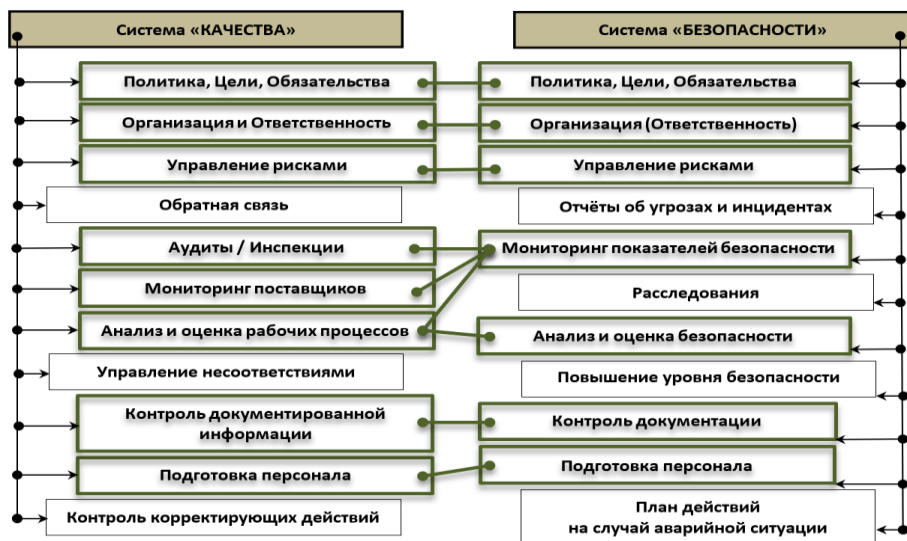 Система «КАЧЕСТВА»
Политика, Цели, Обязательства
Организация и Ответственность
Управление рисками
Обратная связь
Аудиты / Инспекции
Мониторинг поставщиков
Анализ и оценка рабочих процессов
Управление несоответствиями
Контроль документированной
информации
Подготовка персонала
Контроль корректирующих действий
Система «БЕЗОПАСНОСТИ»
Политика, Цели, Обязательства
Организация (Ответственность)
Управление рисками
Отчёты об угрозах и инцидентах
Мониторинг показателей безопасности
Расследования
Анализ и оценка безопасности
Повышение уровня безопасности
Контроль документации
Подготовка персонала
План действий
на случай аварийной ситуации